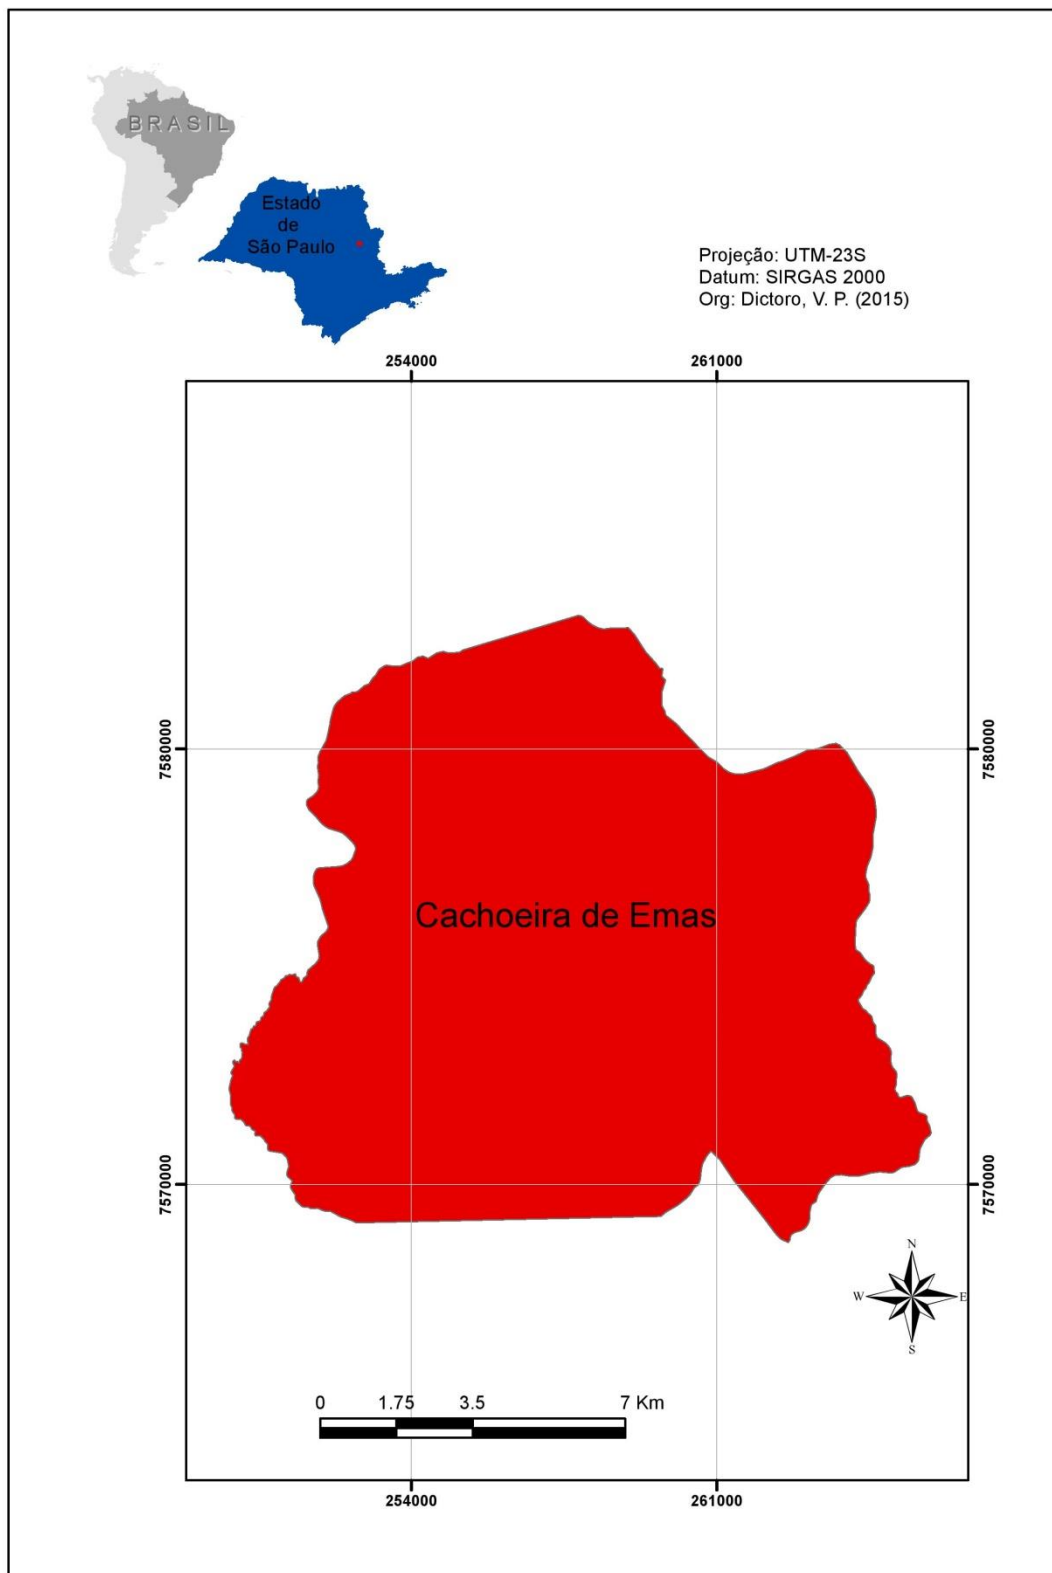 BRASIL
Estado
de
São Paulo
Projeção: UTM-23S
Datum: SIRGAS 2000
Org: Dictoro, V. P. (2015)
254000
261000
7580000
7580000
Cachoeira de Emas
7570000
7570000
N
W
E
S
0
1.75
3.5
7 Km
254000
261000